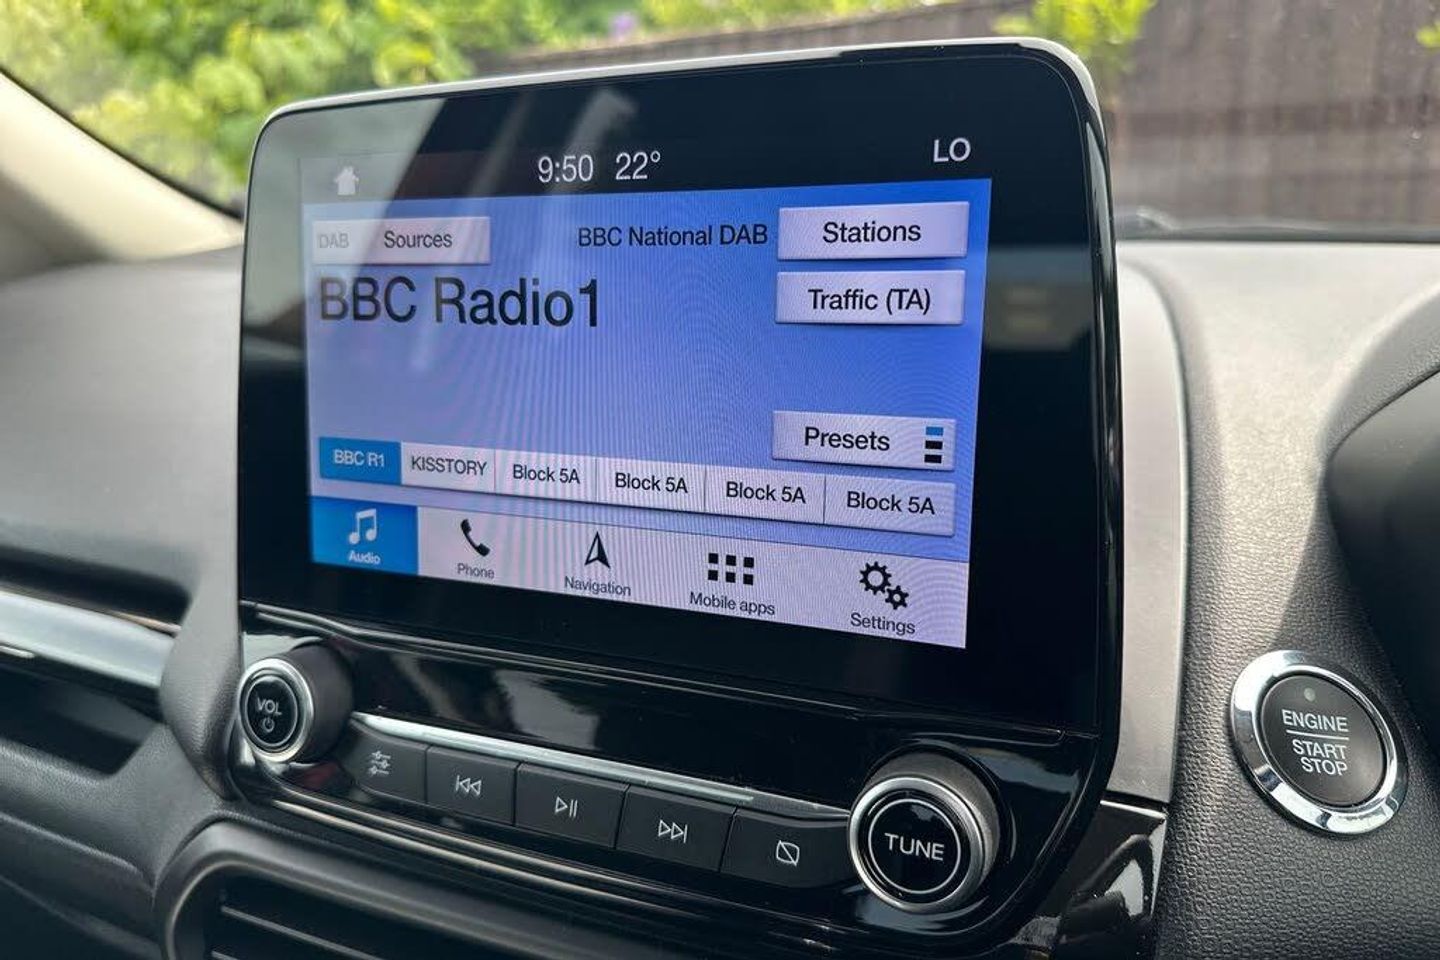 9:50 22° LO
DAB Sources BBC National DAB Stations
BBC Radio1
Traffic (TA)
Presets
BBC R1 KISSTORY Block 5A Block 5A Block 5A Block 5A
Audio Phone Navigation Mobile apps Settings
VOL
TUNE
ENGINE
START
STOP